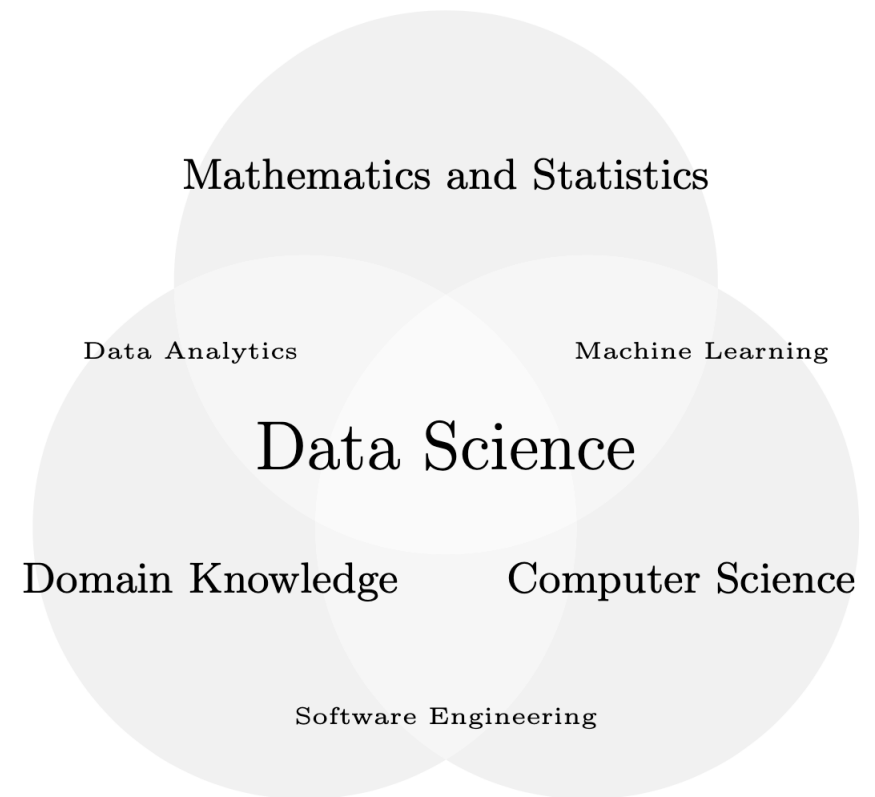 Mathematics and Statistics
Data Analytics
Machine Learning
Data Science
Domain Knowledge
Computer Science
Software Engineering